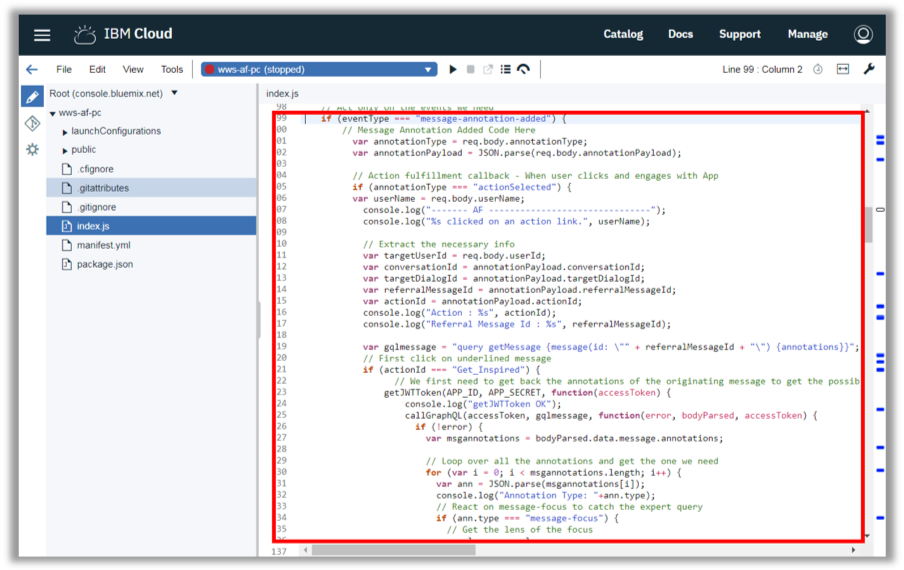 IBM Cloud
Catalog Docs Support Manage
File Edit View Tools wws-af-pc (stopped) Line 99 : Column 2
Root (console.bluemix.net)
index.js
wws-af-pc
launchConfigurations
public
.cfignore
.gitattributes
.gitignore
index.js
manifest.yml
package.json
98 // Act only on the events we need
99 if (eventType === "message-annotation-added") {
00 // Message Annotation Added Code Here
01 var annotationType = req.body.annotationType;
02 var annotationPayload = JSON.parse(req.body.annotationPayload);
03
04 // Action fulfillment callback - When user clicks and engages with App
05 if (annotationType === "actionSelected") {
06 var userName = req.body.userName;
07 console.log("------- AF -------------------------------");
08 console.log("%s clicked on an action link.", userName);
09
10 // Extract the necessary info
11 var targetUserId = req.body.userId;
12 var conversationId = annotationPayload.conversationId;
13 var targetDialogId = annotationPayload.targetDialogId;
14 var referralMessageId = annotationPayload.referralMessageId;
15 var actionId = annotationPayload.actionId;
16 console.log("Action : %s", actionId);
17 console.log("Referral Message Id : %s", referralMessageId);
18
19 var gqlmessage = "query getMessage {message(id: \"" + referralMessageId + "\") {annotations}}";
20 // First click on underlined message
21 if (actionId === "Get_Inspired") {
22 // We first need to get back the annotations of the originating message to get the possib
23 getJWTToken(APP_ID, APP_SECRET, function(accessToken) {
24 console.log("getJWTToken OK");
25 callGraphQL(accessToken, gqlmessage, function(error, bodyParsed, accessToken) {
26 if (!error) {
27 var msgannotations = bodyParsed.data.message.annotations;
28
29 // Loop over all the annotations and get the one we need
30 for (var i = 0; i < msgannotations.length; i++) {
31 var ann = JSON.parse(msgannotations[i]);
32 console.log("Annotation Type: "+ann.type);
33 // React on message-focus to catch the expert query
34 if (ann.type === "message-focus") {
35 // Get the lens of the focus
137